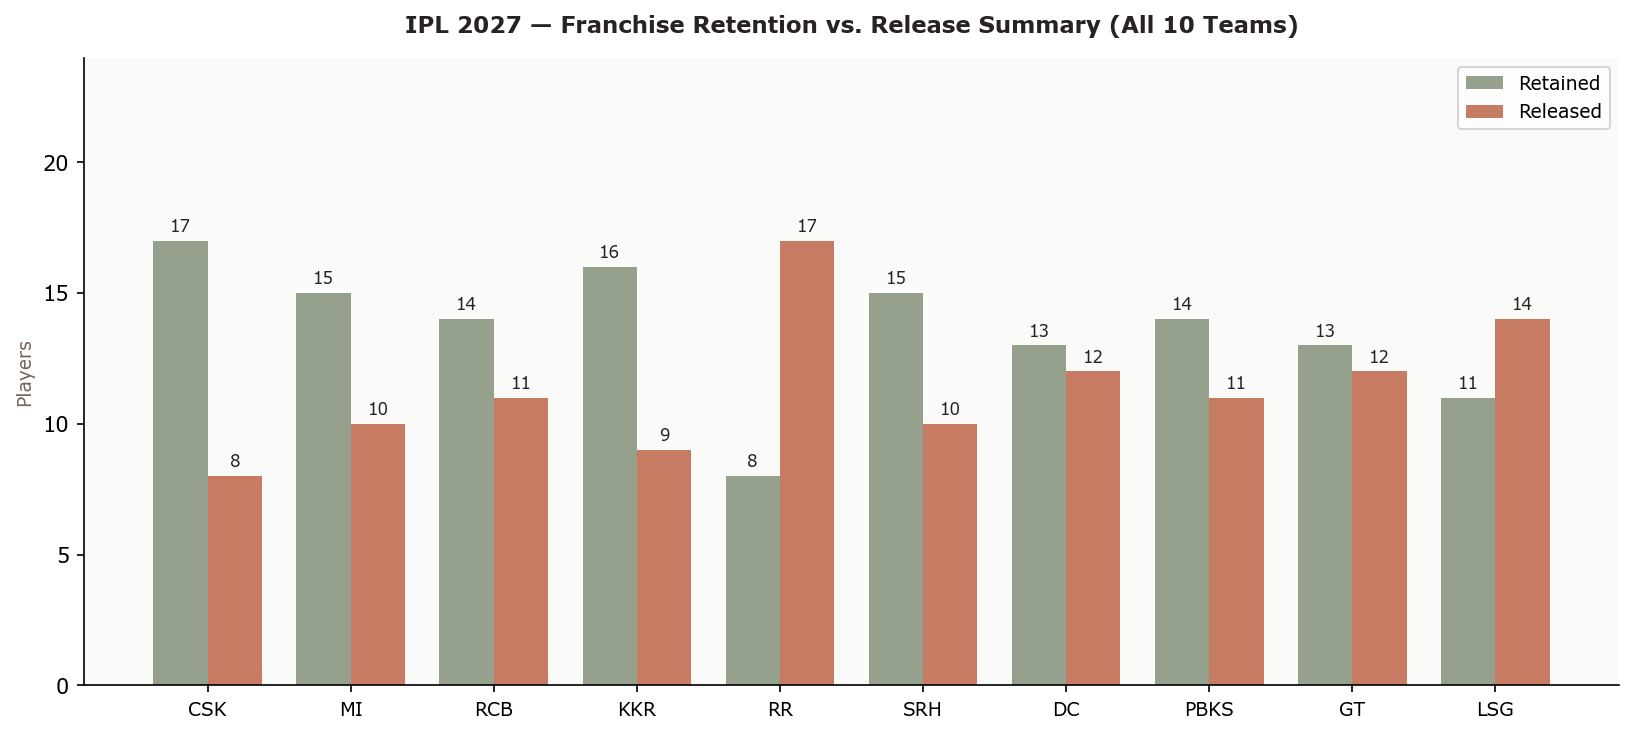 IPL 2027 — Franchise Retention vs. Release Summary (All 10 Teams)
Retained
Released
Players
20
15
10
5
0
17
8
15
10
14
11
16
9
8
17
15
10
13
12
14
11
13
12
11
14
CSK
MI
RCB
KKR
RR
SRH
DC
PBKS
GT
LSG